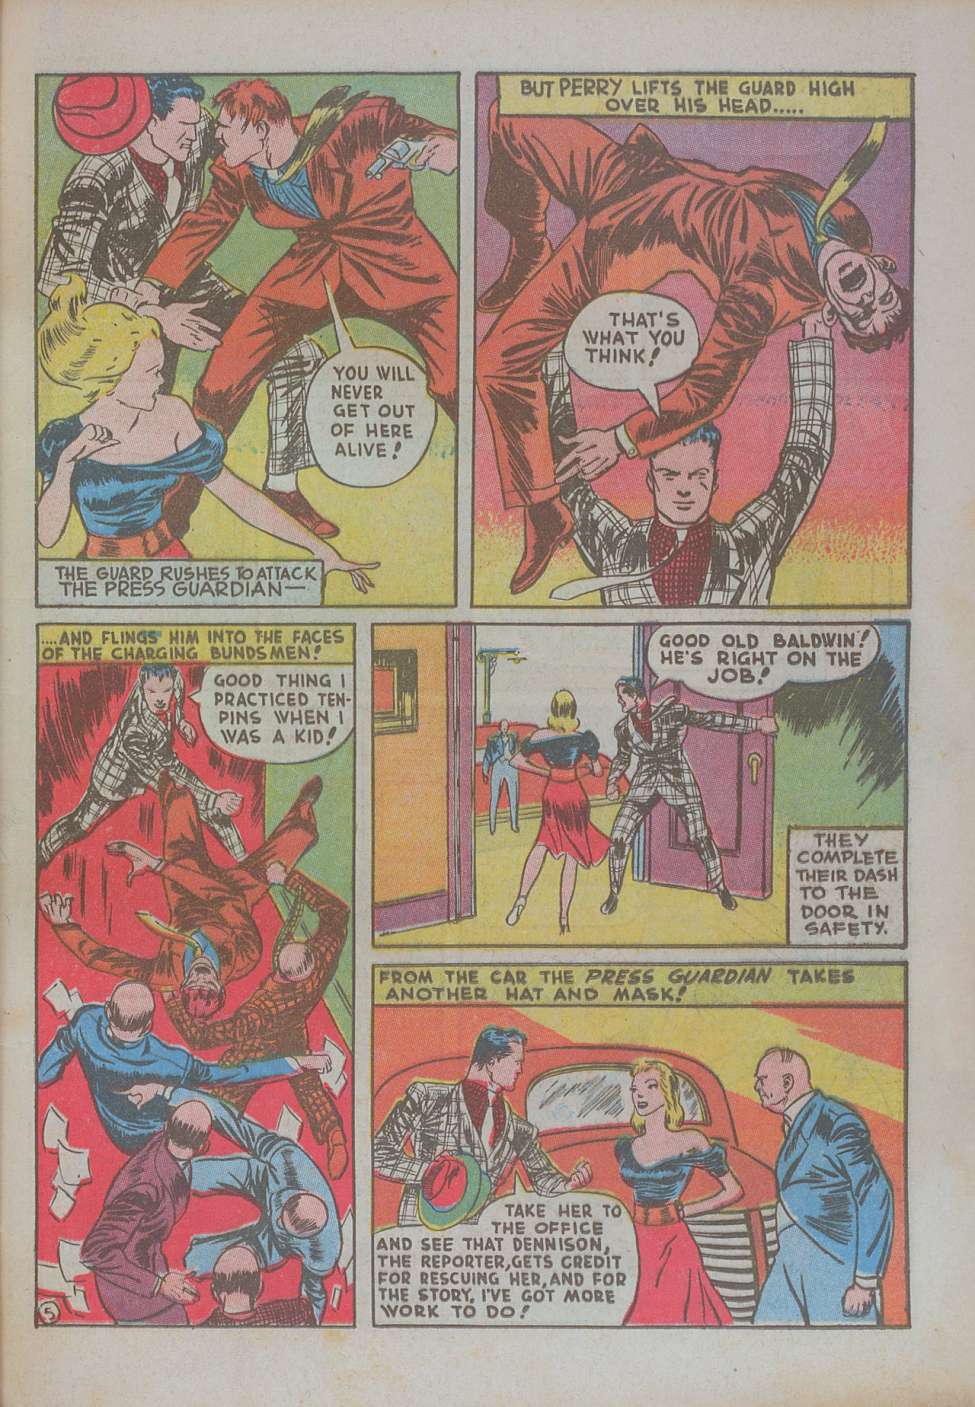 YOU WILL
NEVER
GET OUT
OF HERE
ALIVE!
THE GUARD RUSHES TO ATTACK
THE PRESS GUARDIAN—
BUT PERRY LIFTS THE GUARD HIGH
OVER HIS HEAD.....
THAT'S
WHAT YOU
THINK!
....AND FLINGS HIM INTO THE FACES
OF THE CHARGING BUNDSMEN!
GOOD THING I
PRACTICED TEN-
PINS WHEN I
WAS A KID!
5
GOOD OLD BALDWIN!
HE'S RIGHT ON THE
JOB!
THEY
COMPLETE
THEIR DASH
TO THE
DOOR IN
SAFETY.
FROM THE CAR THE PRESS GUARDIAN TAKES
ANOTHER HAT AND MASK!
TAKE HER TO
THE OFFICE
AND SEE THAT DENNISON,
THE REPORTER, GETS CREDIT
FOR RESCUING HER, AND FOR
THE STORY, I'VE GOT MORE
WORK TO DO!